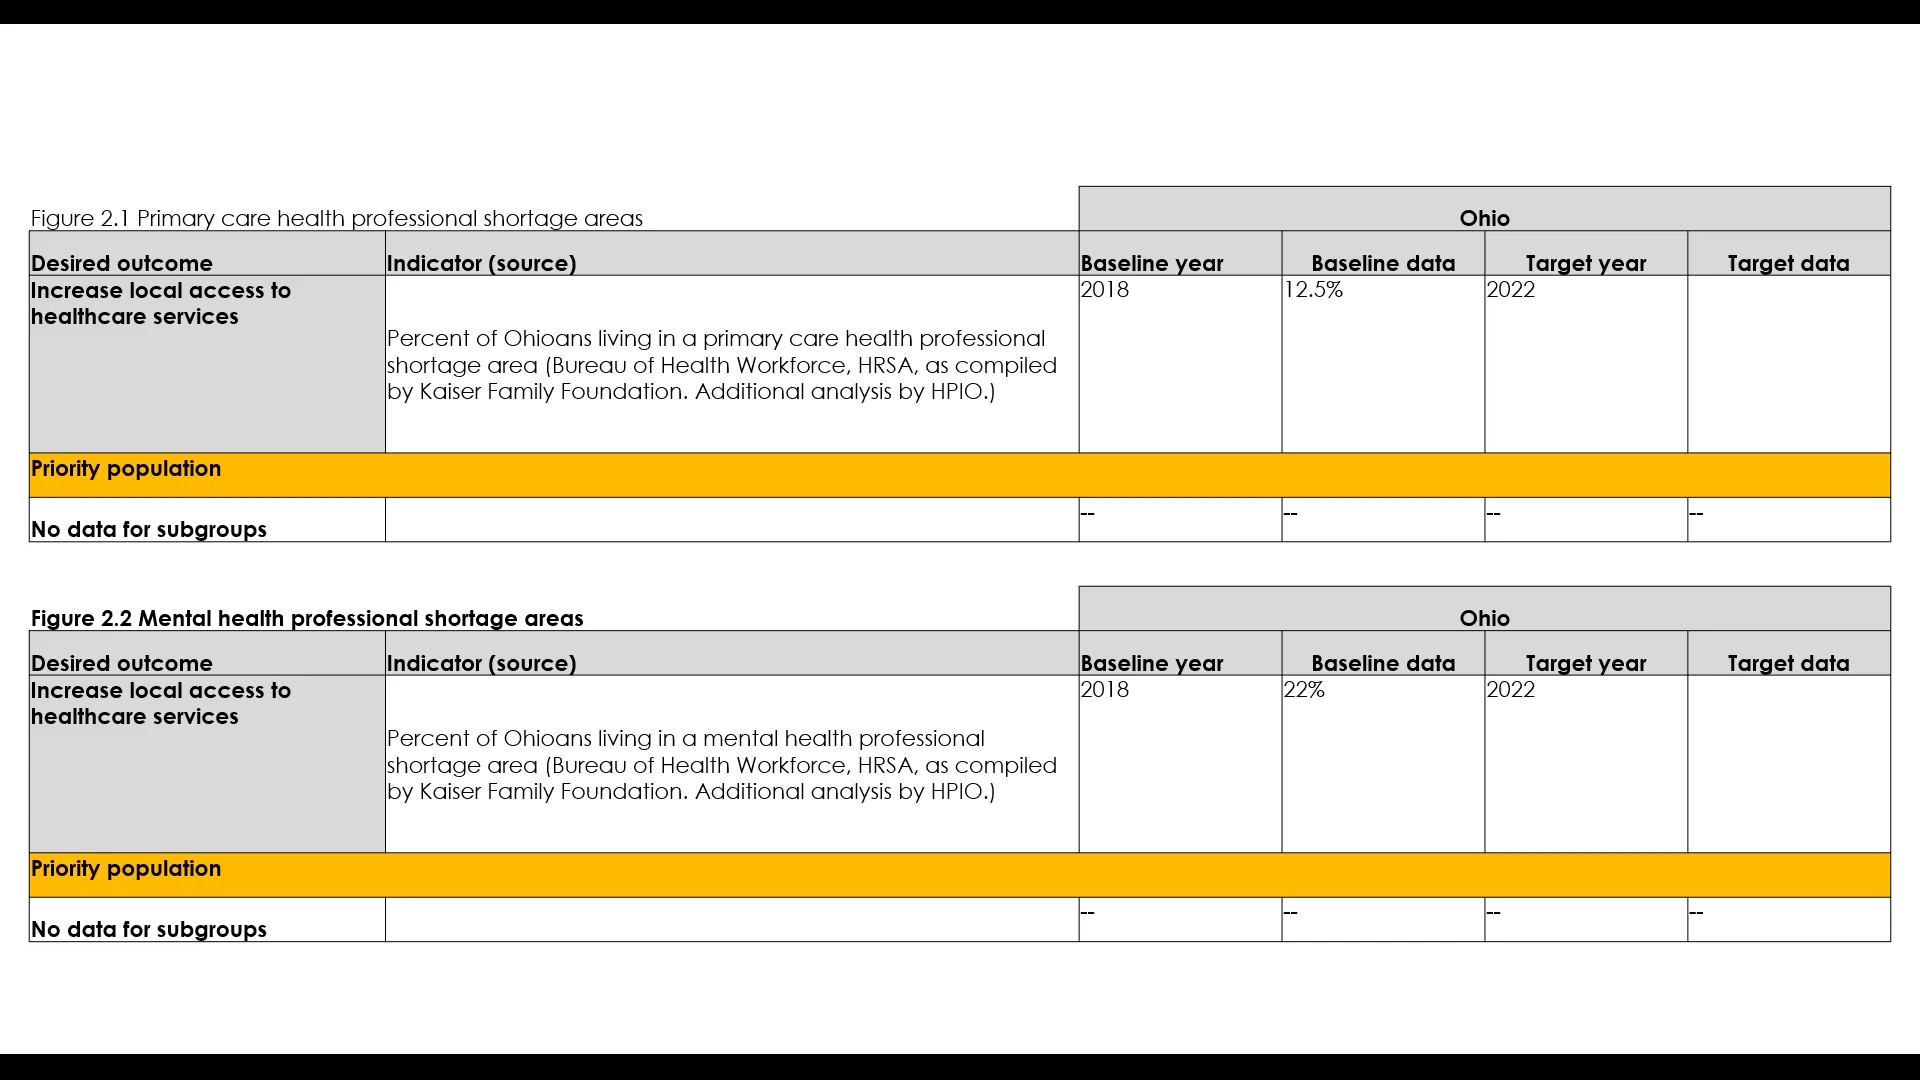 Ohio
Figure 2.1 Primary care health professional shortage areas
Desired outcome Indicator (source) Baseline year Baseline data Target year Target data
Increase local access to
healthcare services
Percent of Ohioans living in a primary care health professional
shortage area (Bureau of Health Workforce, HRSA, as compiled
by Kaiser Family Foundation. Additional analysis by HPIO.)
2018 12.5% 2022
Priority population
No data for subgroups -- -- -- --
Ohio
Figure 2.2 Mental health professional shortage areas
Desired outcome Indicator (source) Baseline year Baseline data Target year Target data
Increase local access to
healthcare services
Percent of Ohioans living in a mental health professional
shortage area (Bureau of Health Workforce, HRSA, as compiled
by Kaiser Family Foundation. Additional analysis by HPIO.)
2018 22% 2022
Priority population
No data for subgroups -- -- -- --